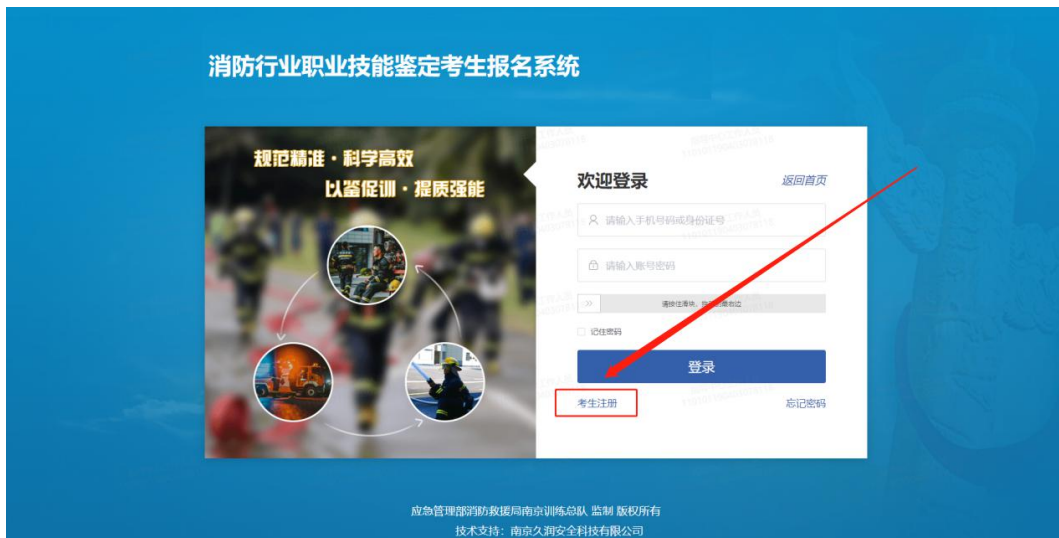 消防行业职业技能鉴定考生报名系统
规范精准·科学高效
以鉴促训·提质强能
欢迎登录
返回首页
请输入手机号码或身份证号
请输入账号密码
>>
记住密码
登录
考生注册
忘记密码
应急管理部消防救援局南京训练总队 监制 版权所有
技术支持：南京久润安全科技有限公司